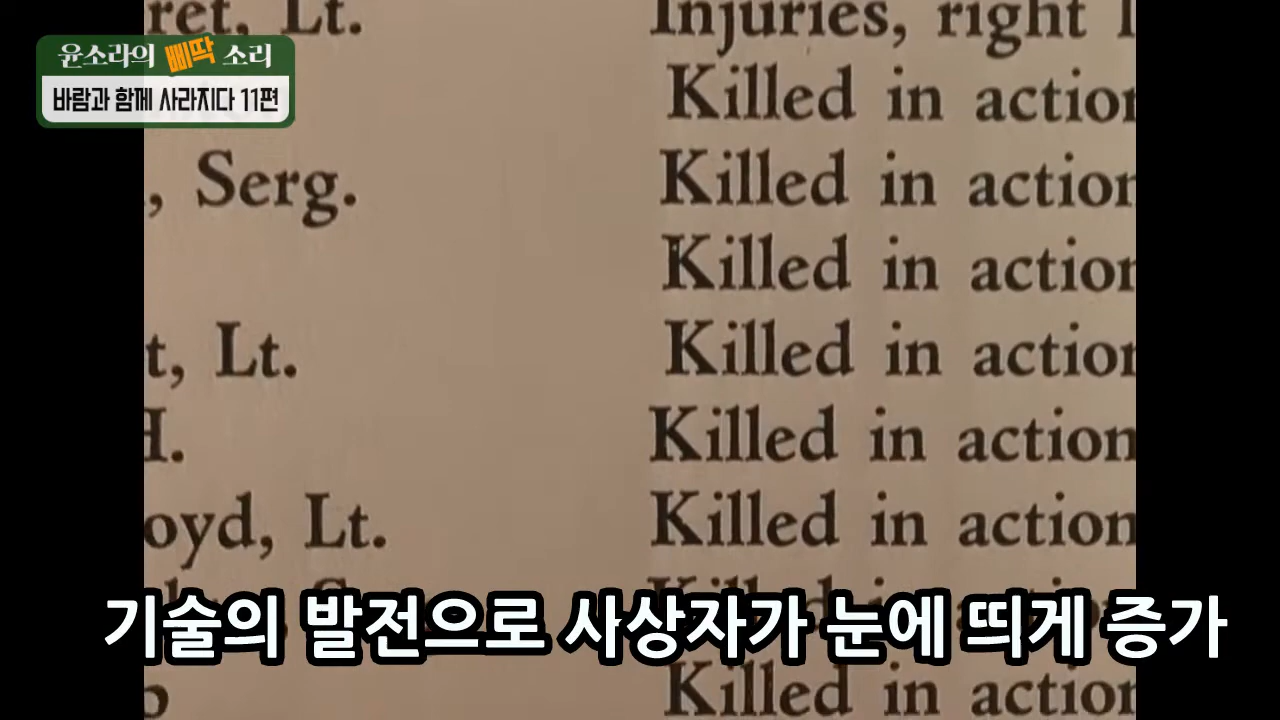 윤소라의 삐딱 소리
바람과 함께 사라지다 11편
ret, Lt. Injuries, right
Killed in action
, Serg. Killed in action
Killed in action
t, Lt. Killed in action
H. Killed in action
oyd, Lt. Killed in action
Killed in
기술의 발전으로 사상자가 눈에 띄게 증가
Killed in action